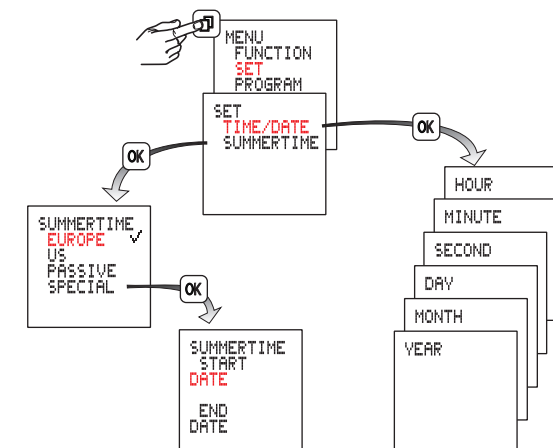 MENU
FUNCTION
SET
PROGRAM
SET
TIME/DATE
SUMMERTIME
OK
OK
SUMMERTIME
EUROPE ✓
US
PASSIVE
SPECIAL
OK
SUMMERTIME
START
DATE
END
DATE
HOUR
MINUTE
SECOND
DAY
MONTH
YEAR